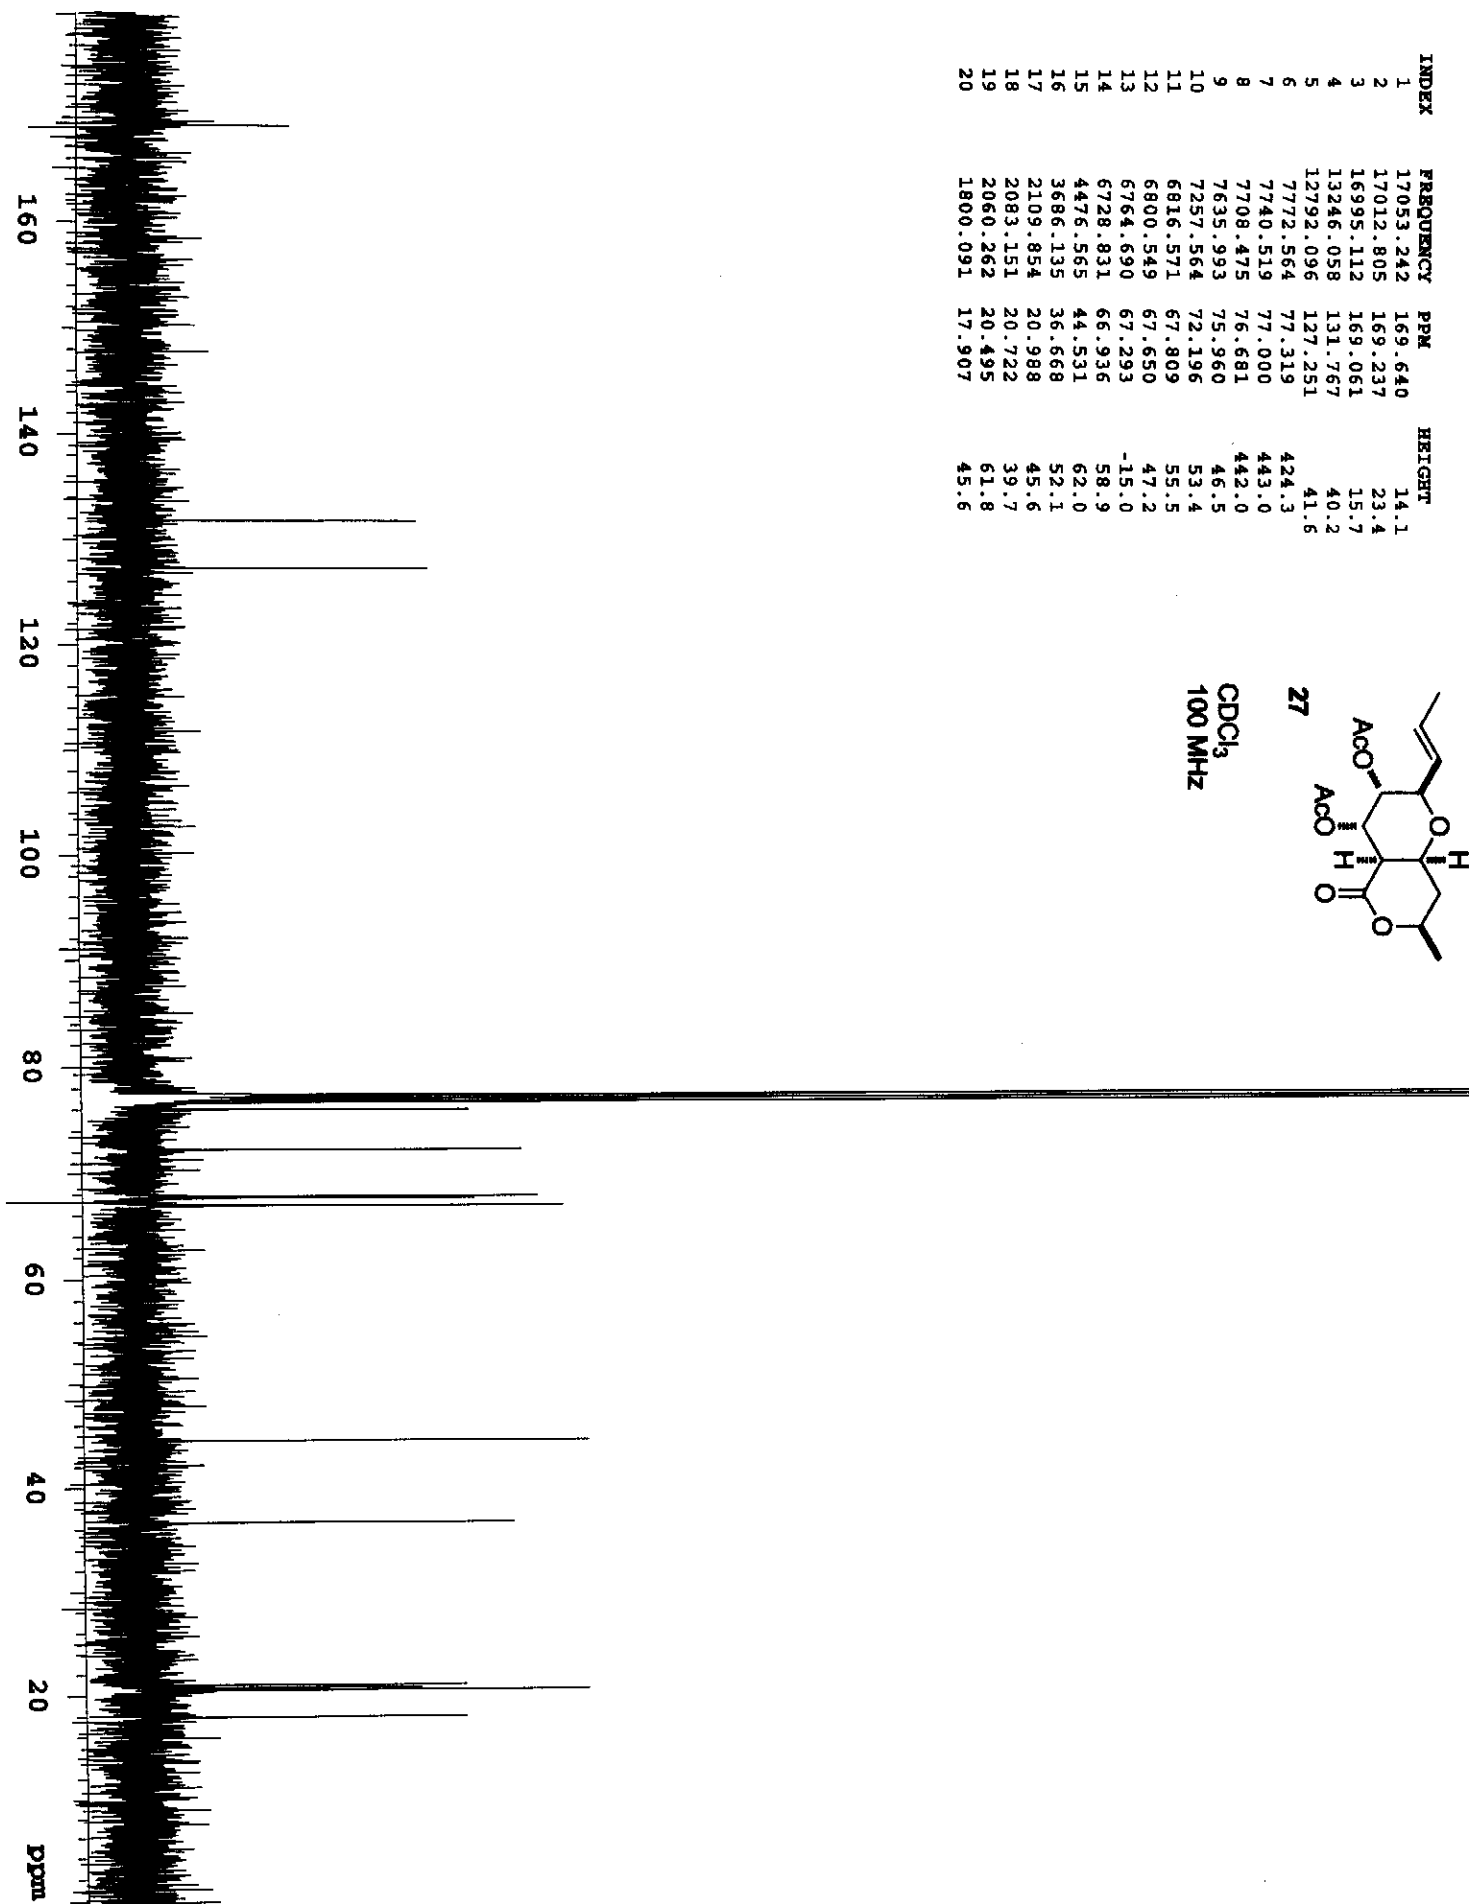 INDEX FREQUENCY PPM HEIGHT
1 17053.242 169.640 14.1
2 17012.805 169.237 23.4
3 16995.112 169.061 15.7
4 13246.058 131.767 40.2
5 12792.096 127.251 41.6
6 7772.564 77.319 424.3
7 7740.519 77.000 443.0
8 7708.475 76.681 442.0
9 7635.993 75.960 46.5
10 7257.564 72.196 53.4
11 6816.571 67.809 55.5
12 6800.549 67.650 47.2
13 6764.690 67.293 -15.0
14 6728.831 66.936 58.9
15 4476.565 44.531 62.0
16 3686.135 36.668 52.1
17 2109.854 20.988 45.6
18 2083.151 20.722 39.7
19 2060.262 20.495 61.8
20 1800.091 17.907 45.6
O H
AcO
AcO H O O
27
CDCl3
100 MHz
160 140 120 100 80 60 40 20 ppm